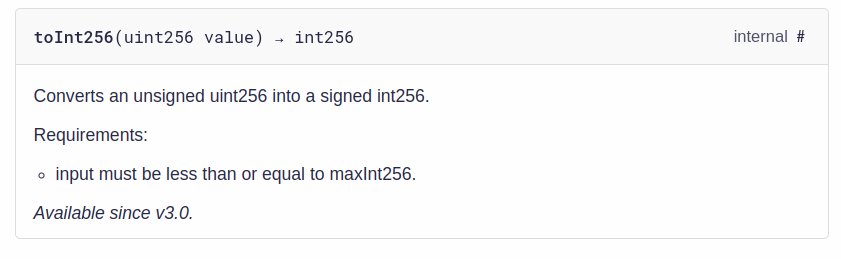 toInt256(uint256 value) → int256 internal #
Converts an unsigned uint256 into a signed int256.
Requirements:
◦ input must be less than or equal to maxInt256.
Available since v3.0.